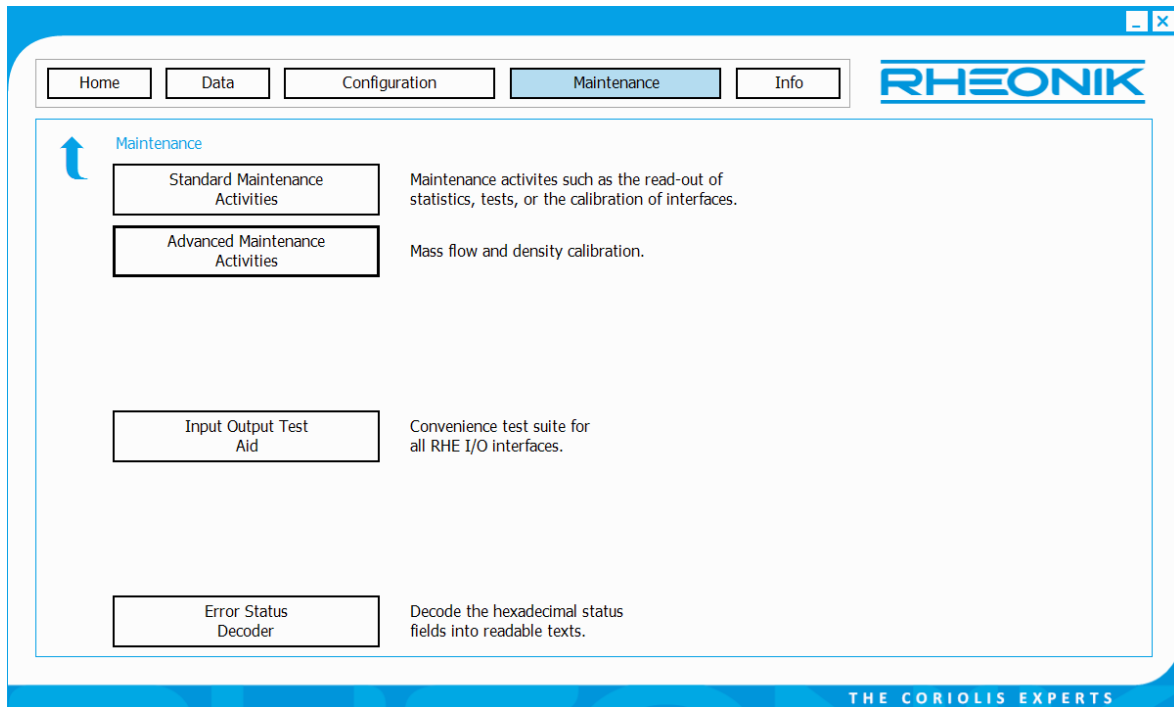 Home Data Configuration Maintenance Info
RHEONIK
Maintenance
Standard Maintenance
Activities
Maintenance activites such as the read-out of
statistics, tests, or the calibration of interfaces.
Advanced Maintenance
Activities
Mass flow and density calibration.
Input Output Test
Aid
Convenience test suite for
all RHE I/O interfaces.
Error Status
Decoder
Decode the hexadecimal status
fields into readable texts.
THE CORIOLIS EXPERTS